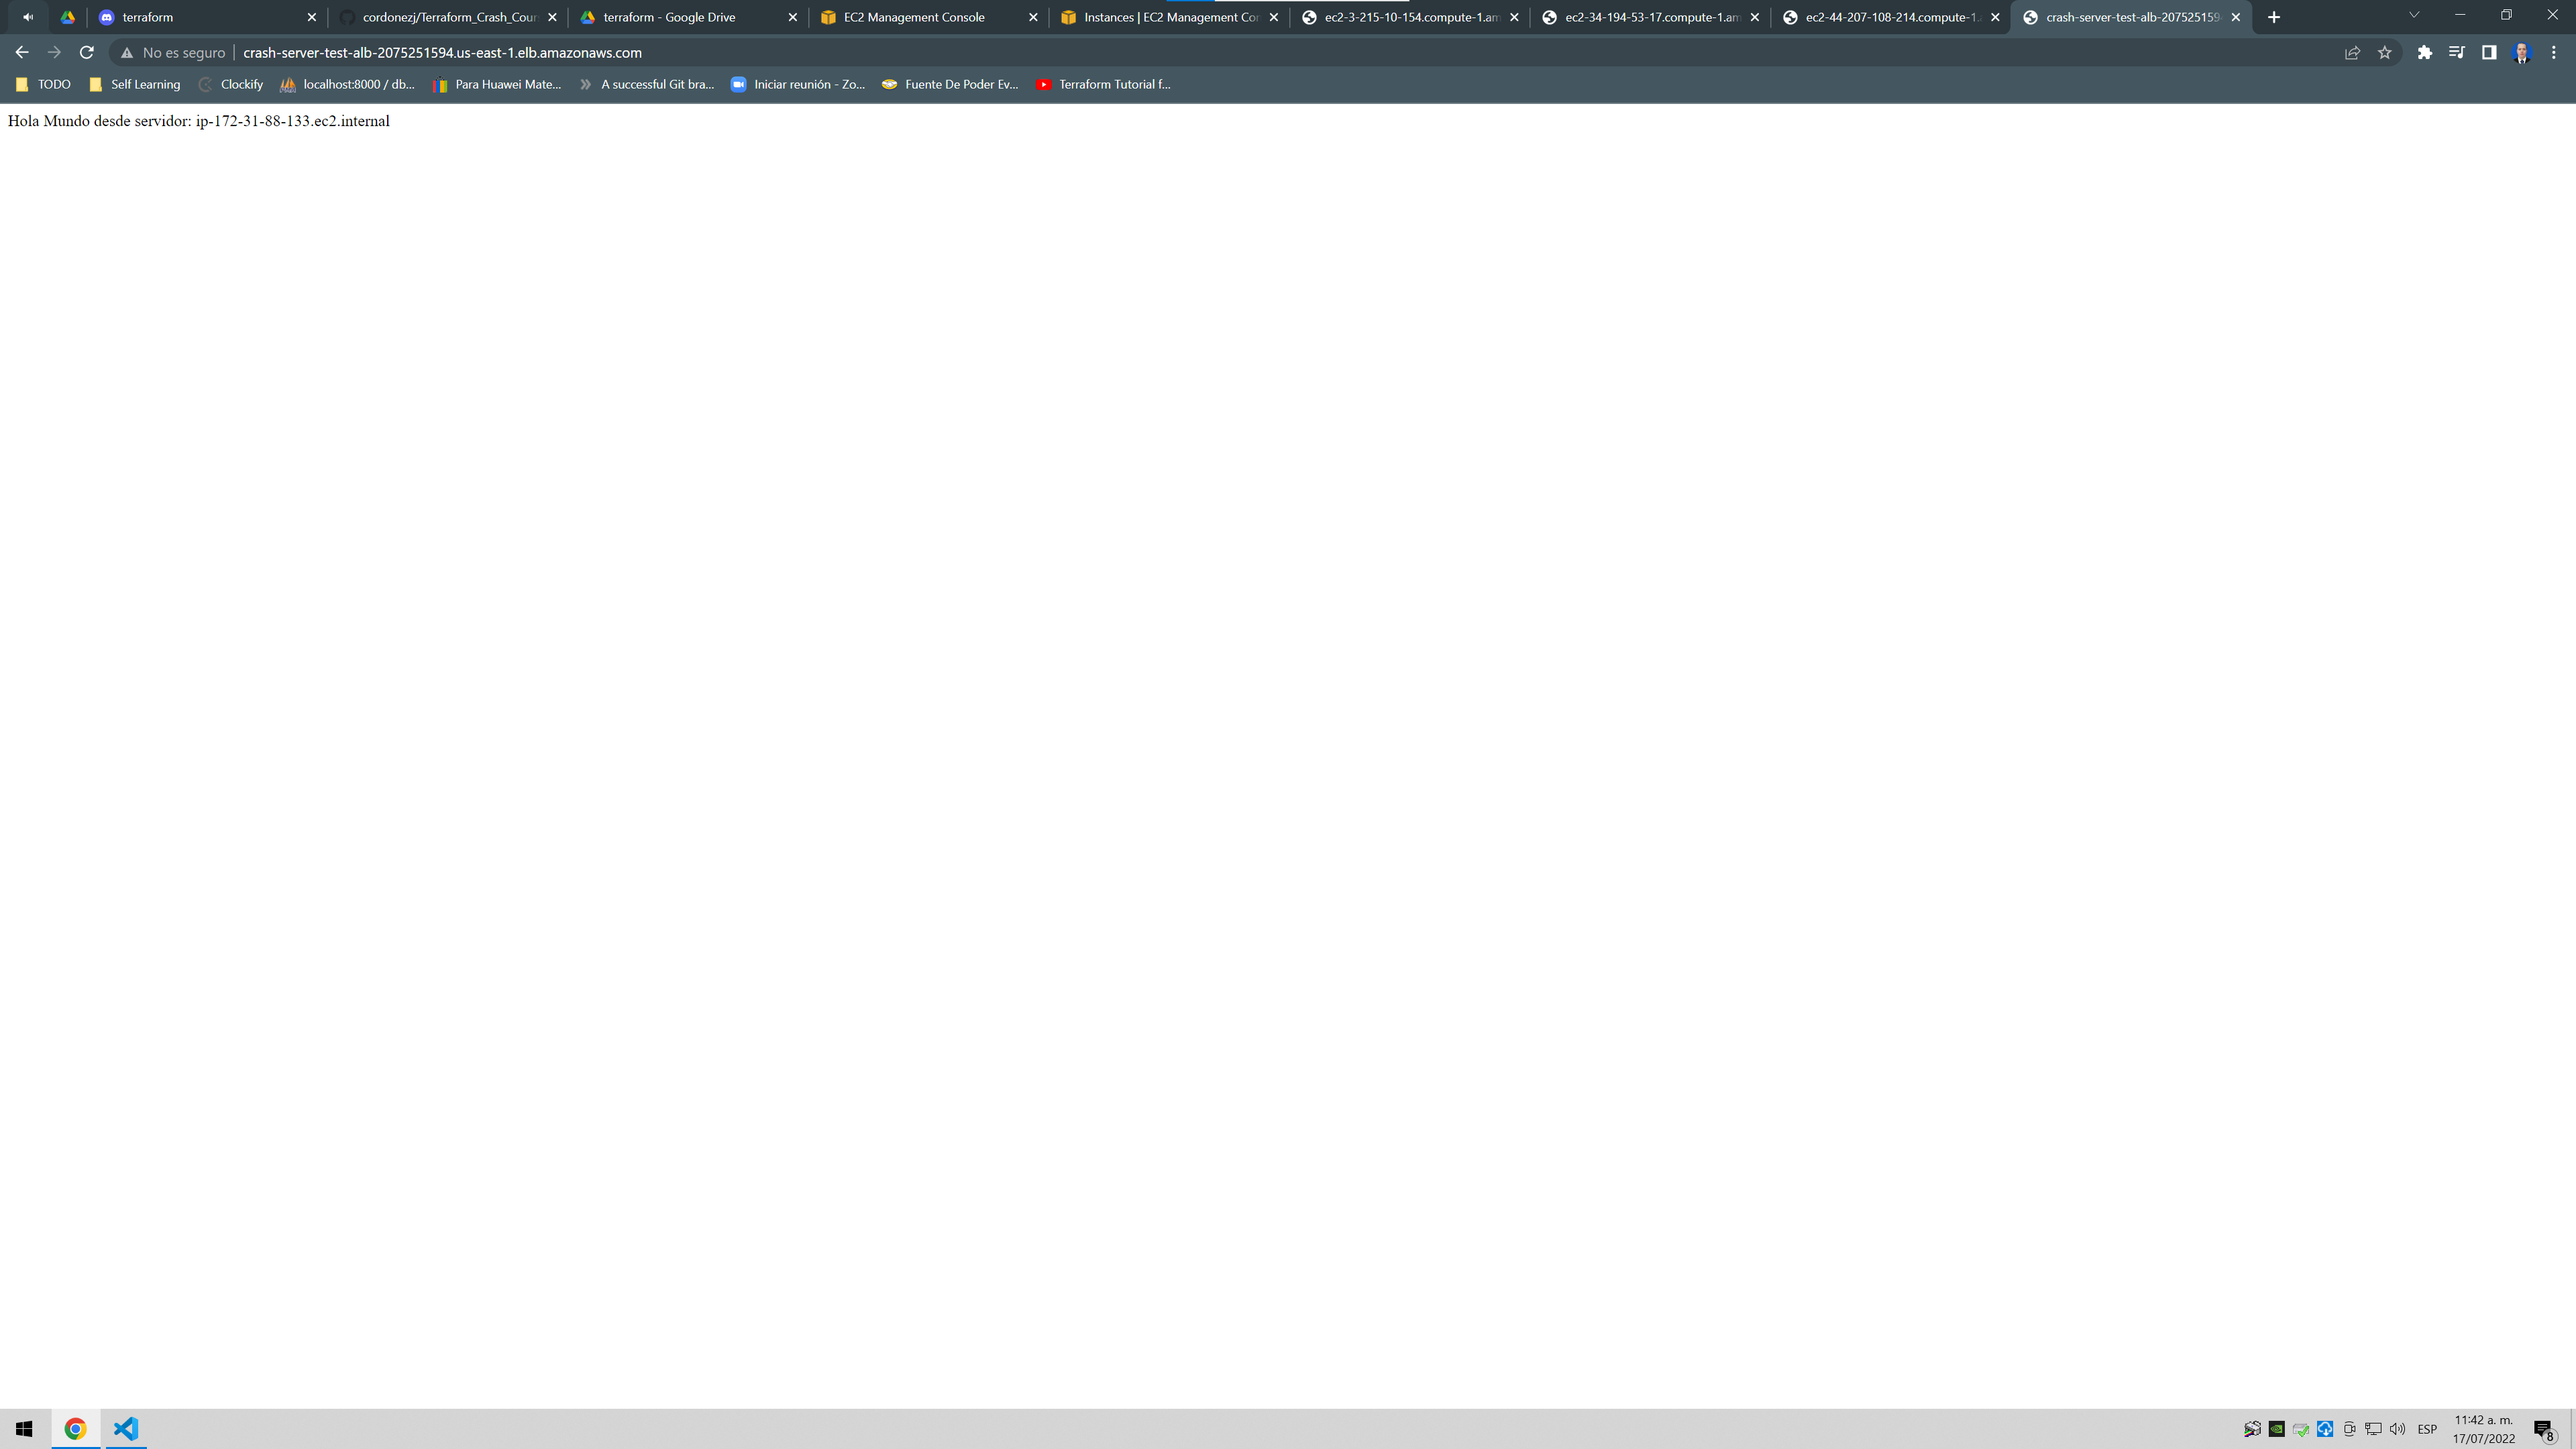 terraform
cordonezj/Terraform_Crash_Cour
terraform - Google Drive
EC2 Management Console
Instances | EC2 Management Con
ec2-3-215-10-154.compute-1.am
ec2-34-194-53-17.compute-1.am
ec2-44-207-108-214.compute-1.a
crash-server-test-alb-2075251594
No es seguro
crash-server-test-alb-2075251594.us-east-1.elb.amazonaws.com
TODO
Self Learning
Clockify
localhost:8000 / db...
Para Huawei Mate...
A successful Git bra...
Iniciar reunión - Zo...
Fuente De Poder Ev...
Terraform Tutorial f...
Hola Mundo desde servidor: ip-172-31-88-133.ec2.internal
ESP
11:42 a. m.
17/07/2022
8